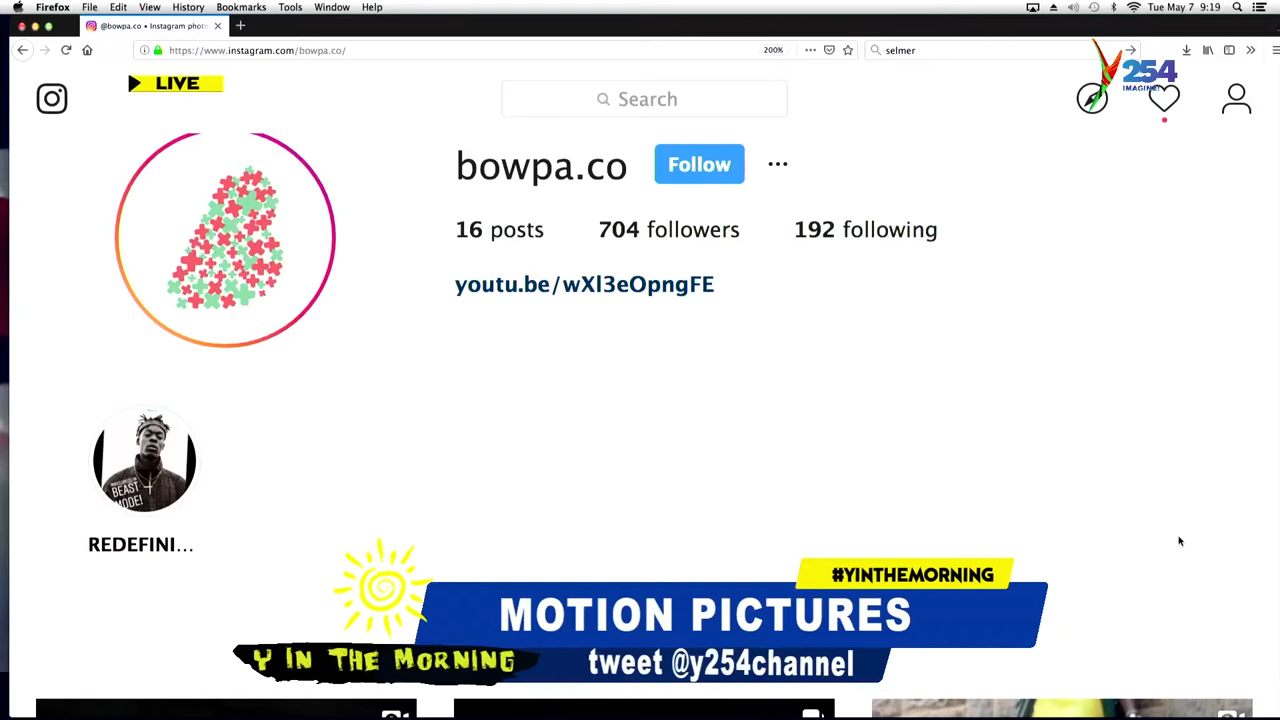 Firefox File Edit View History Bookmarks Tools Window Help
Tue May 7 9:19
@bowpa.co • Instagram photo
https://www.instagram.com/bowpa.co/
200%
selmer
LIVE
Search
Y254
IMAGINE!
bowpa.co
Follow
16 posts 704 followers 192 following
youtu.be/wXl3eOpngFE
BEAST
MODE!
REDEFINI...
#YINTHEMORNING
MOTION PICTURES
Y IN THE MORNING
tweet @y254channel